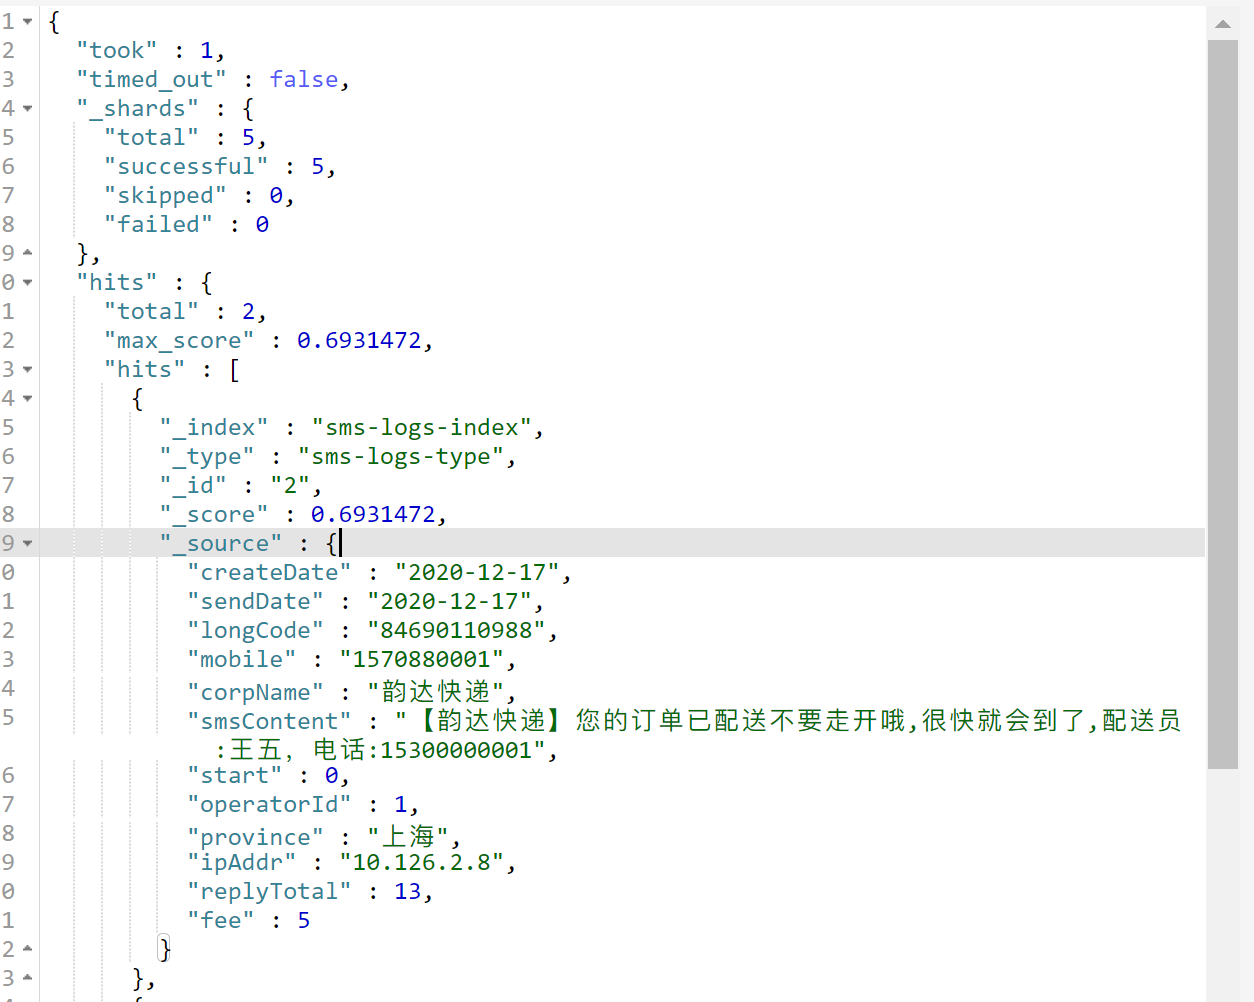 1 {
2 "took" : 1,
3 "timed_out" : false,
4 "_shards" : {
5 "total" : 5,
6 "successful" : 5,
7 "skipped" : 0,
8 "failed" : 0
9 },
0 "hits" : {
1 "total" : 2,
2 "max_score" : 0.6931472,
3 "hits" : [
4 {
5 "_index" : "sms-logs-index",
6 "_type" : "sms-logs-type",
7 "_id" : "2",
8 "_score" : 0.6931472,
9 "_source" : {
0 "createDate" : "2020-12-17",
1 "sendDate" : "2020-12-17",
2 "longCode" : "84690110988",
3 "mobile" : "1570880001",
4 "corpName" : "韵达快递",
5 "smsContent" : "【韵达快递】您的订单已配送不要走开哦,很快就会到了,配送员
:王五，电话:15300000001",
6 "start" : 0,
7 "operatorId" : 1,
8 "province" : "上海",
9 "ipAddr" : "10.126.2.8",
0 "replyTotal" : 13,
1 "fee" : 5
2 }
3 },